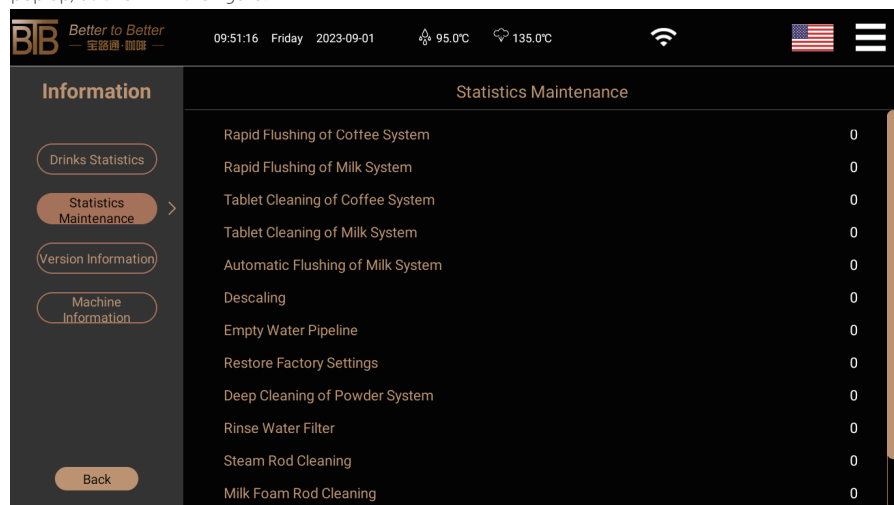 BTB Better to Better
— 宝路通·咖啡 —
09:51:16 Friday 2023-09-01 95.0℃ 135.0℃
Information
Statistics Maintenance
Drinks Statistics
Statistics
Maintenance
Version Information
Machine
Information
Back
Rapid Flushing of Coffee System 0
Rapid Flushing of Milk System 0
Tablet Cleaning of Coffee System 0
Tablet Cleaning of Milk System 0
Automatic Flushing of Milk System 0
Descaling 0
Empty Water Pipeline 0
Restore Factory Settings 0
Deep Cleaning of Powder System 0
Rinse Water Filter 0
Steam Rod Cleaning 0
Milk Foam Rod Cleaning 0